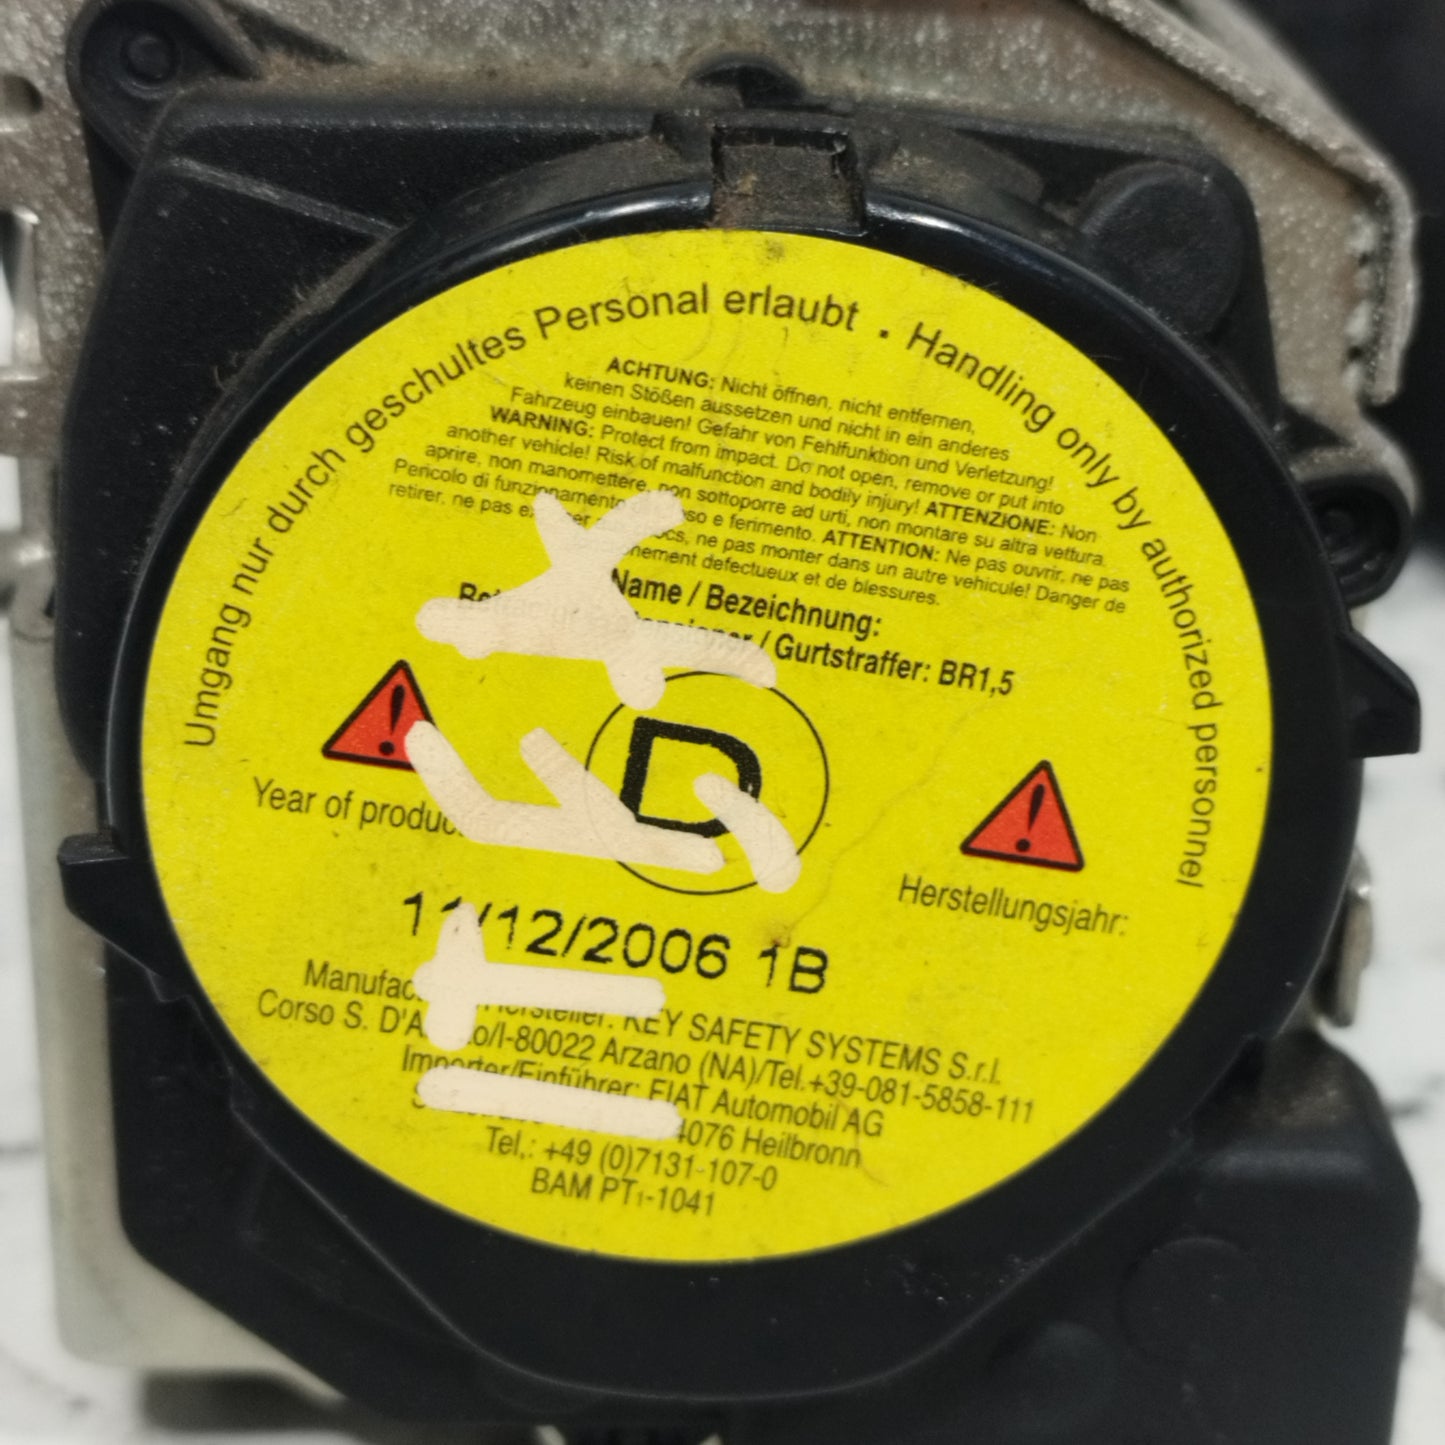 Umgang nur durch geschultes Personal erlaubt . Handling only by authorized personnel
ACHTUNG: Nicht öffnen, nicht entfernen,
keinen Stößen aussetzen und nicht in ein anderes
Fahrzeug einbauen! Gefahr von Fehlfunktion und Verletzung!
WARNING: Protect from impact. Do not open, remove or put into
another vehicle! Risk of malfunction and bodily injury! ATTENZIONE: Non
aprire, non manomettere, non sottoporre ad urti, non montare su altra vettura.
Pericolo di funzionamento e ferimento. ATTENTION: Ne pas ouvrir, ne pas
retirer, ne pas ne pas monter dans un autre vehicule! Danger de
defectueux et de blessures.
Name / Bezeichnung:
/ Gurtstraffer: BR1,5
D
Year of
Herstellungsjahr:
11/12/2006 1B
KEY SAFETY SYSTEMS S.r.l.
Corso S. Arzano (NA)/Tel.+39-081-5858-111
Importer/Einführer: FIAT Automobil AG
Heilbronn
Tel.: +49 (0)7131-107-0
BAM PT1-1041